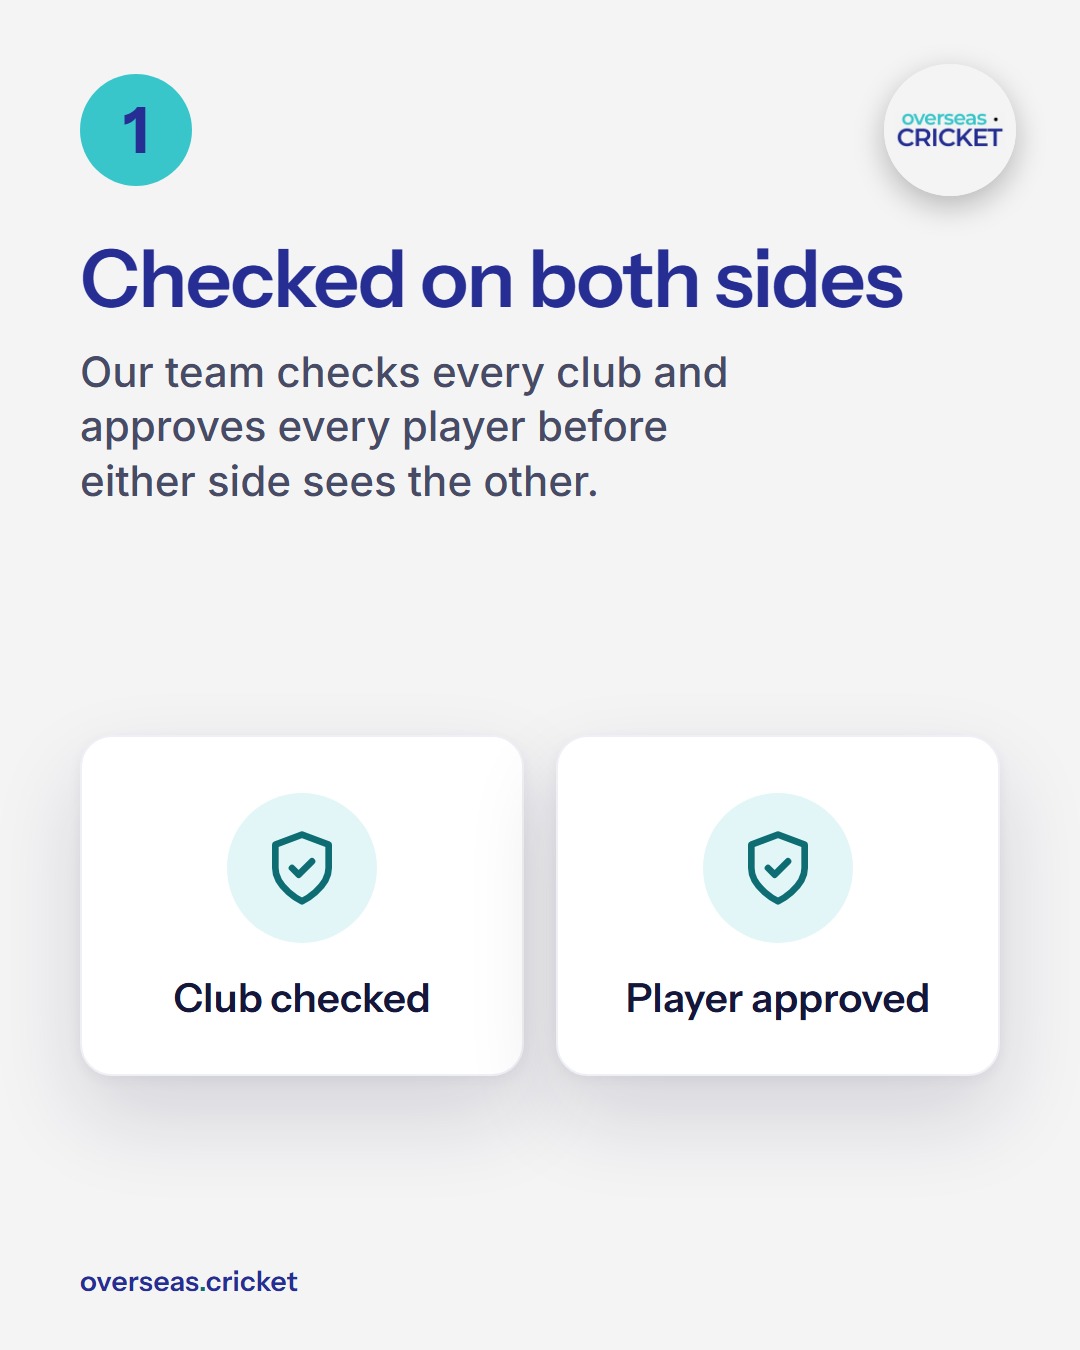 1
overseas
CRICKET
Checked on both sides
Our team checks every club and
approves every player before
either side sees the other.
Club checked
Player approved
overseas.cricket